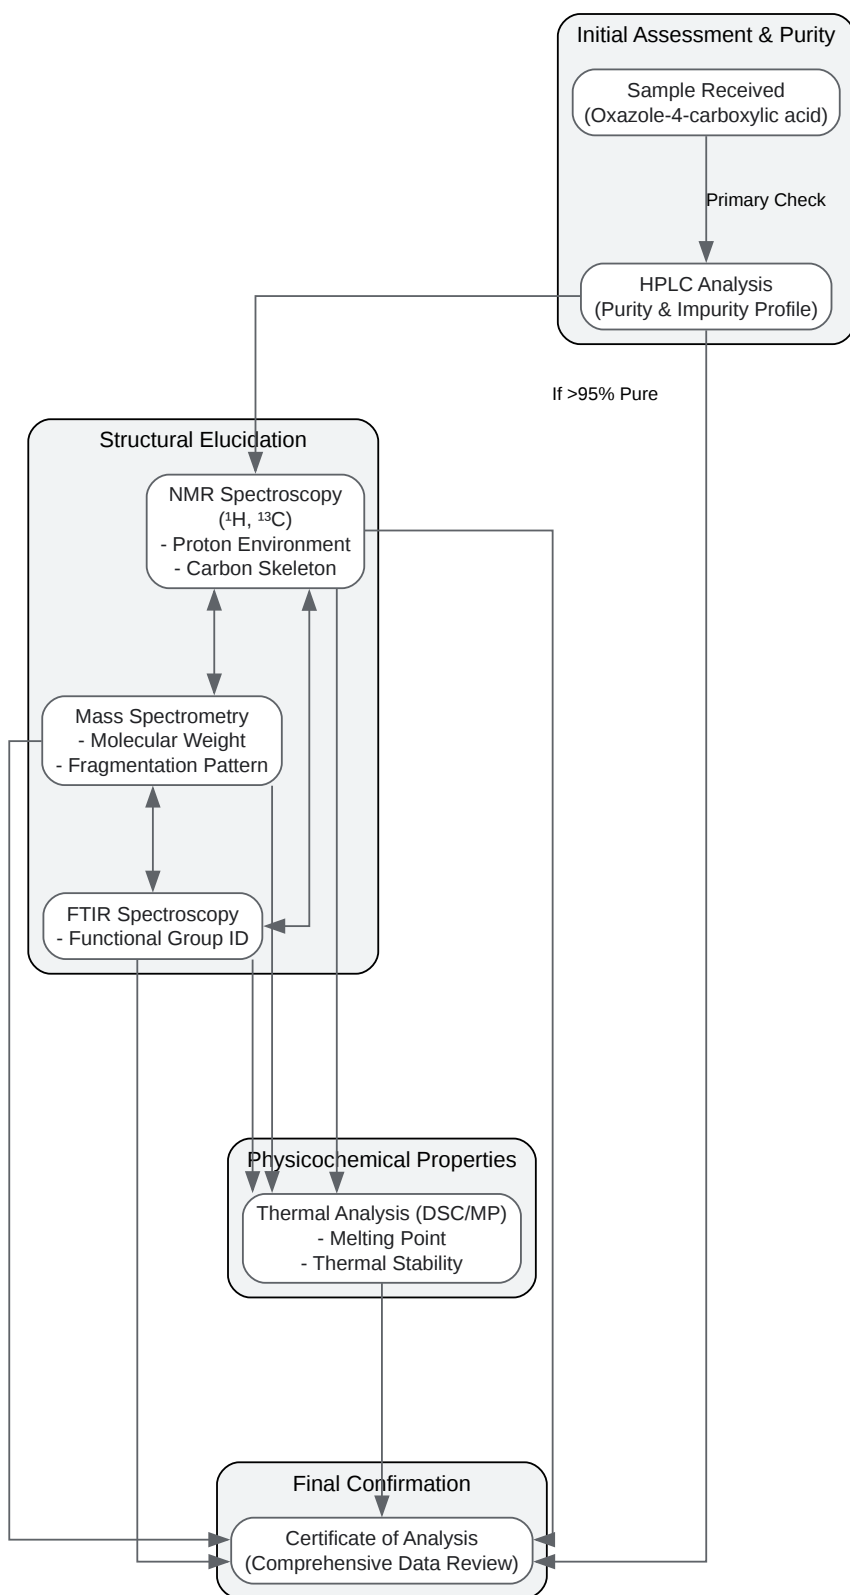 Initial Assessment & Purity
Sample Received
(Oxazole-4-carboxylic acid)
Primary Check
HPLC Analysis
(Purity & Impurity Profile)
If >95% Pure
Structural Elucidation
NMR Spectroscopy
(¹H, ¹³C)
- Proton Environment
- Carbon Skeleton
Mass Spectrometry
- Molecular Weight
- Fragmentation Pattern
FTIR Spectroscopy
- Functional Group ID
Physicochemical Properties
Thermal Analysis (DSC/MP)
- Melting Point
- Thermal Stability
Final Confirmation
Certificate of Analysis
(Comprehensive Data Review)